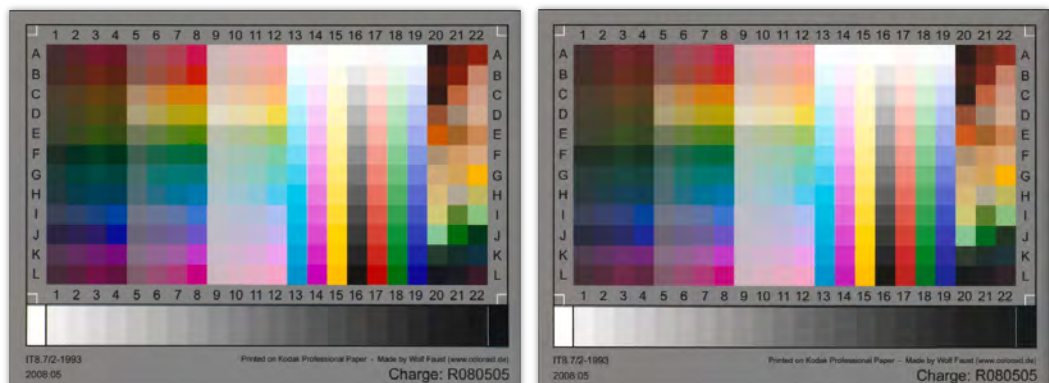 1 2 3 4 5 6 7 8 9 10 11 12 13 14 15 16 17 18 19 20 21 22
A A
B B
C C
D D
E E
F F
G G
H H
I I
J J
K K
L L
1 2 3 4 5 6 7 8 9 10 11 12 13 14 15 16 17 18 19 20 21 22
IT8.7/2-1993 Printed on Kodak Professional Paper - Made by Wolf Faust (www.coloraid.de)
2008:05 Charge: R080505
1 2 3 4 5 6 7 8 9 10 11 12 13 14 15 16 17 18 19 20 21 22
A A
B B
C C
D D
E E
F F
G G
H H
I I
J J
K K
L L
1 2 3 4 5 6 7 8 9 10 11 12 13 14 15 16 17 18 19 20 21 22
IT8.7/2-1993 Printed on Kodak Professional Paper - Made by Wolf Faust (www.coloraid.de)
2008:05 Charge: R080505